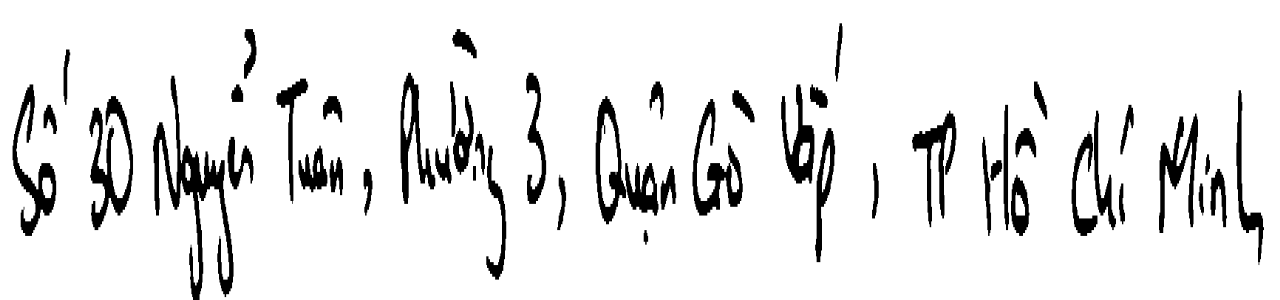 Số 30 Nguyễn Tuân, Phường 3, Quận Gò Vấp, TP Hồ Chí Minh